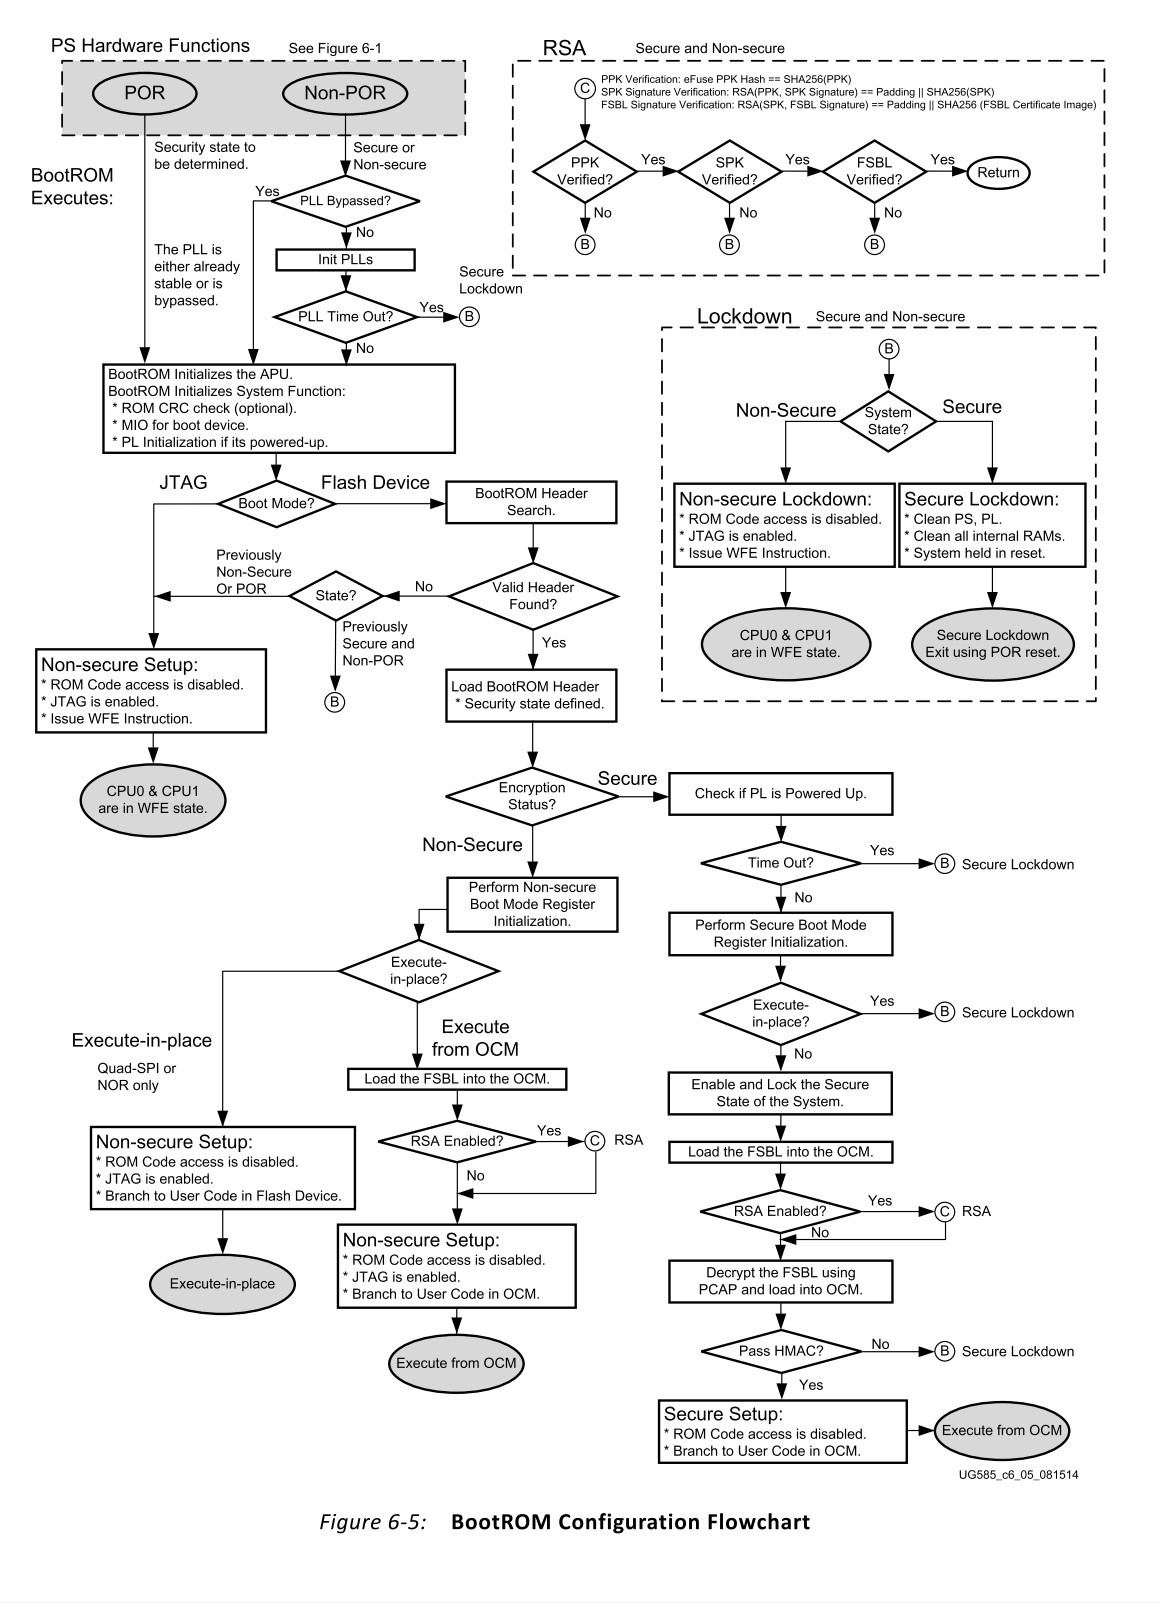 PS Hardware Functions
See Figure 6-1
POR
Non-POR
Security state to
be determined.
Secure or
Non-secure
BootROM
Executes:
Yes
PLL Bypassed?
No
The PLL is
either already
stable or is
bypassed.
Init PLLs
Secure
Lockdown
PLL Time Out?
Yes
B
No
BootROM Initializes the APU.
BootROM Initializes System Function:
* ROM CRC check (optional).
* MIO for boot device.
* PL Initialization if its powered-up.
RSA
Secure and Non-secure
C
PPK Verification: eFuse PPK Hash == SHA256(PPK)
SPK Signature Verification: RSA(PPK, SPK Signature) == Padding || SHA256(SPK)
FSBL Signature Verification: RSA(SPK, FSBL Signature) == Padding || SHA256 (FSBL Certificate Image)
PPK
Verified?
Yes
SPK
Verified?
Yes
FSBL
Verified?
Yes
Return
No
No
No
B
B
B
Lockdown
Secure and Non-secure
B
Non-Secure
System
State?
Secure
Non-secure Lockdown:
* ROM Code access is disabled.
* JTAG is enabled.
* Issue WFE Instruction.
Secure Lockdown:
* Clean PS, PL.
* Clean all internal RAMs.
* System held in reset.
CPU0 & CPU1
are in WFE state.
Secure Lockdown
Exit using POR reset.
JTAG
Boot Mode?
Flash Device
BootROM Header
Search.
Previously
Non-Secure
Or POR
State?
No
Valid Header
Found?
Previously
Secure and
Non-POR
B
Yes
Non-secure Setup:
* ROM Code access is disabled.
* JTAG is enabled.
* Issue WFE Instruction.
Load BootROM Header
* Security state defined.
CPU0 & CPU1
are in WFE state.
Encryption
Status?
Secure
Non-Secure
Check if PL is Powered Up.
Time Out?
Yes
B
Secure Lockdown
No
Perform Non-secure
Boot Mode Register
Initialization.
Perform Secure Boot Mode
Register Initialization.
Execute-
in-place?
Execute-
in-place?
Yes
B
Secure Lockdown
No
Execute-in-place
Quad-SPI or
NOR only
Execute
from OCM
Load the FSBL into the OCM.
Enable and Lock the Secure
State of the System.
RSA Enabled?
Yes
C
RSA
No
Load the FSBL into the OCM.
Non-secure Setup:
* ROM Code access is disabled.
* JTAG is enabled.
* Branch to User Code in Flash Device.
RSA Enabled?
Yes
C
RSA
No
Execute-in-place
Non-secure Setup:
* ROM Code access is disabled.
* JTAG is enabled.
* Branch to User Code in OCM.
Decrypt the FSBL using
PCAP and load into OCM.
Execute from OCM
Pass HMAC?
No
B
Secure Lockdown
Yes
Secure Setup:
* ROM Code access is disabled.
* Branch to User Code in OCM.
Execute from OCM
UG585_c6_05_081514
Figure 6-5: BootROM Configuration Flowchart